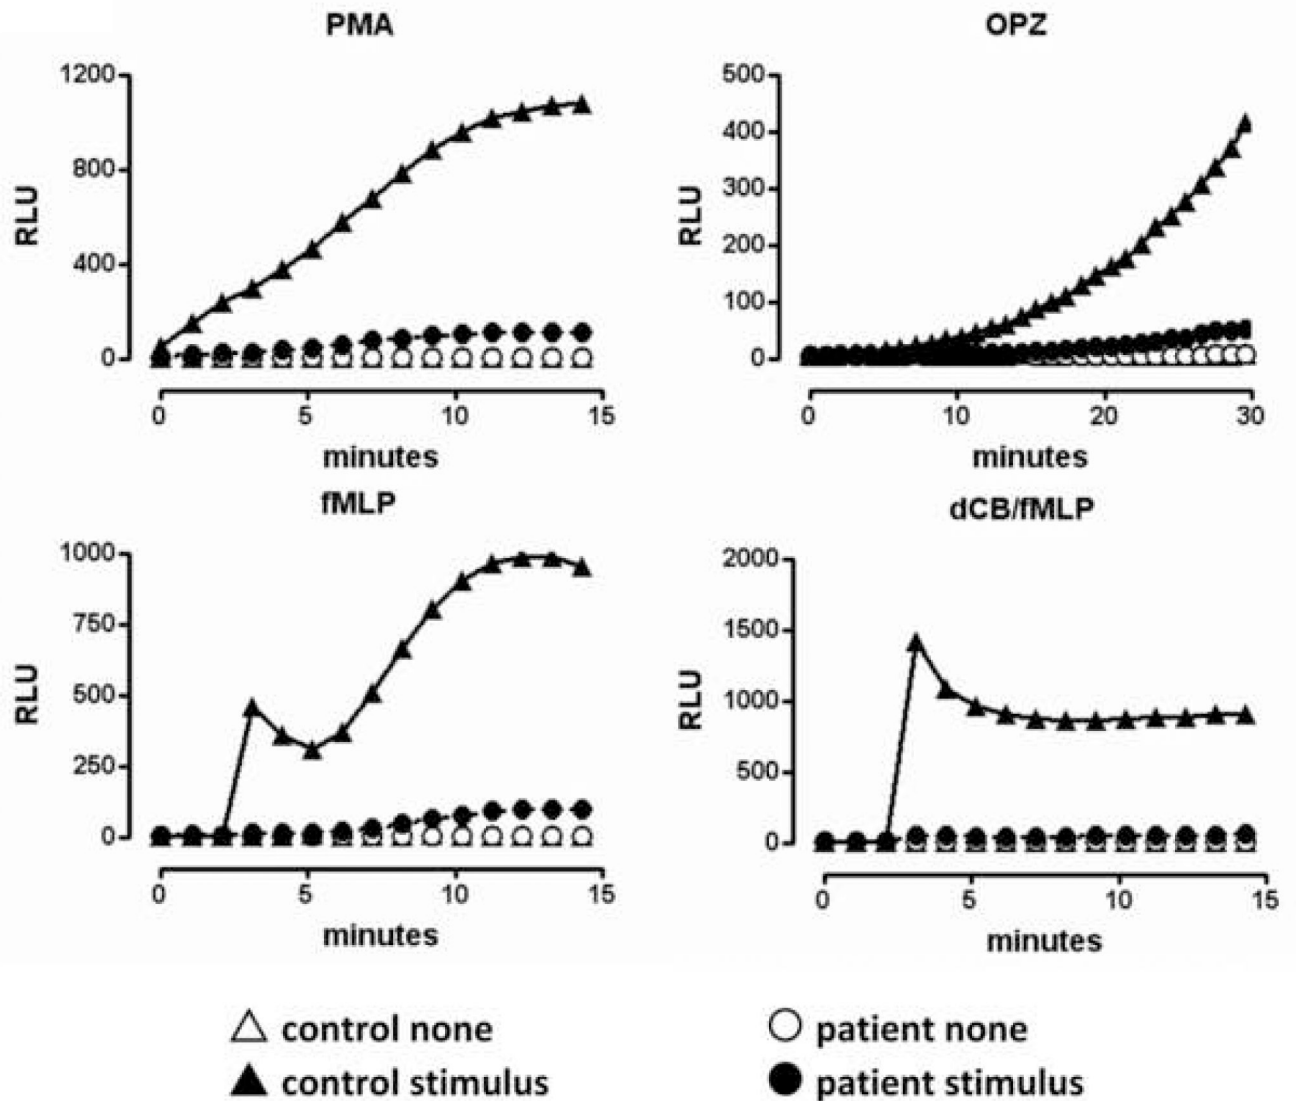 PMA
1200
800
400
0
RLU
0 5 10 15
minutes
OPZ
500
400
300
200
100
0
RLU
0 10 20 30
minutes
fMLP
1000
750
500
250
0
RLU
0 5 10 15
minutes
dCB/fMLP
2000
1500
1000
500
0
RLU
0 5 10 15
minutes
control none
patient none
control stimulus
patient stimulus